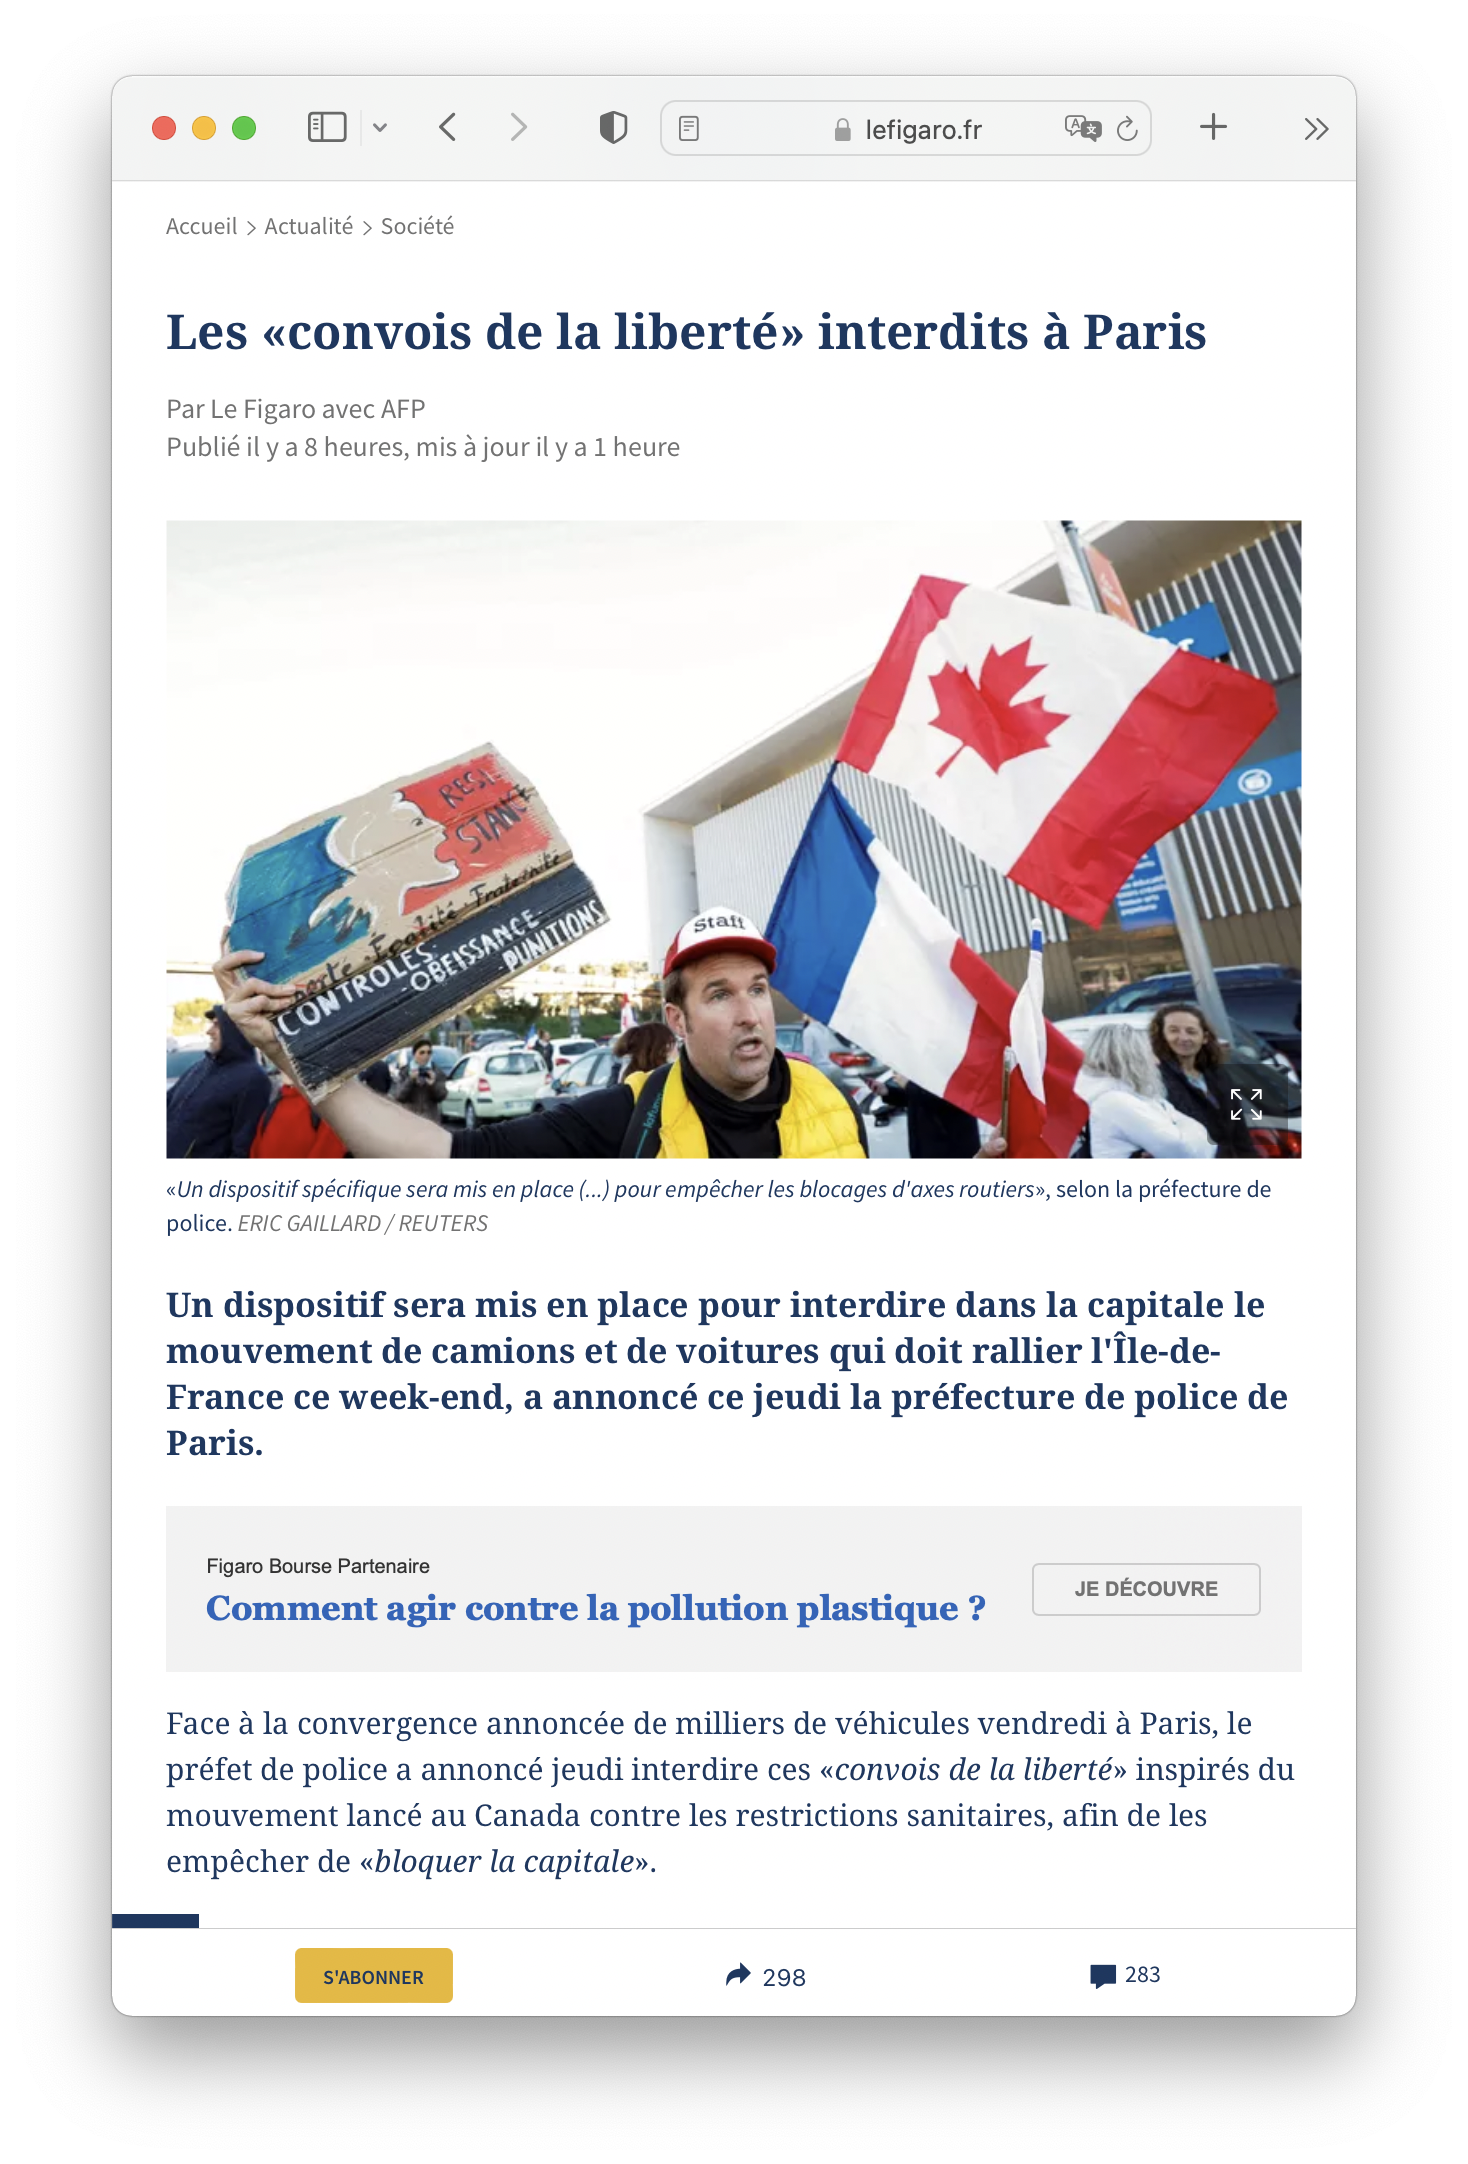 lefigaro.fr
Accueil > Actualité > Société
Les «convois de la liberté» interdits à Paris
Par Le Figaro avec AFP
Publié il y a 8 heures, mis à jour il y a 1 heure
RESI-
STANCE
Egalité Fraternité
CONTROLES-
-OBEISSANCE-
-PUNITIONS
Staff
«Un dispositif spécifique sera mis en place (...) pour empêcher les blocages d'axes routiers», selon la préfecture de
police. ERIC GAILLARD / REUTERS
Un dispositif sera mis en place pour interdire dans la capitale le
mouvement de camions et de voitures qui doit rallier l'Île-de-
France ce week-end, a annoncé ce jeudi la préfecture de police de
Paris.
Figaro Bourse Partenaire
Comment agir contre la pollution plastique ?
JE DÉCOUVRE
Face à la convergence annoncée de milliers de véhicules vendredi à Paris, le
préfet de police a annoncé jeudi interdire ces «convois de la liberté» inspirés du
mouvement lancé au Canada contre les restrictions sanitaires, afin de les
empêcher de «bloquer la capitale».
S'ABONNER
298
283